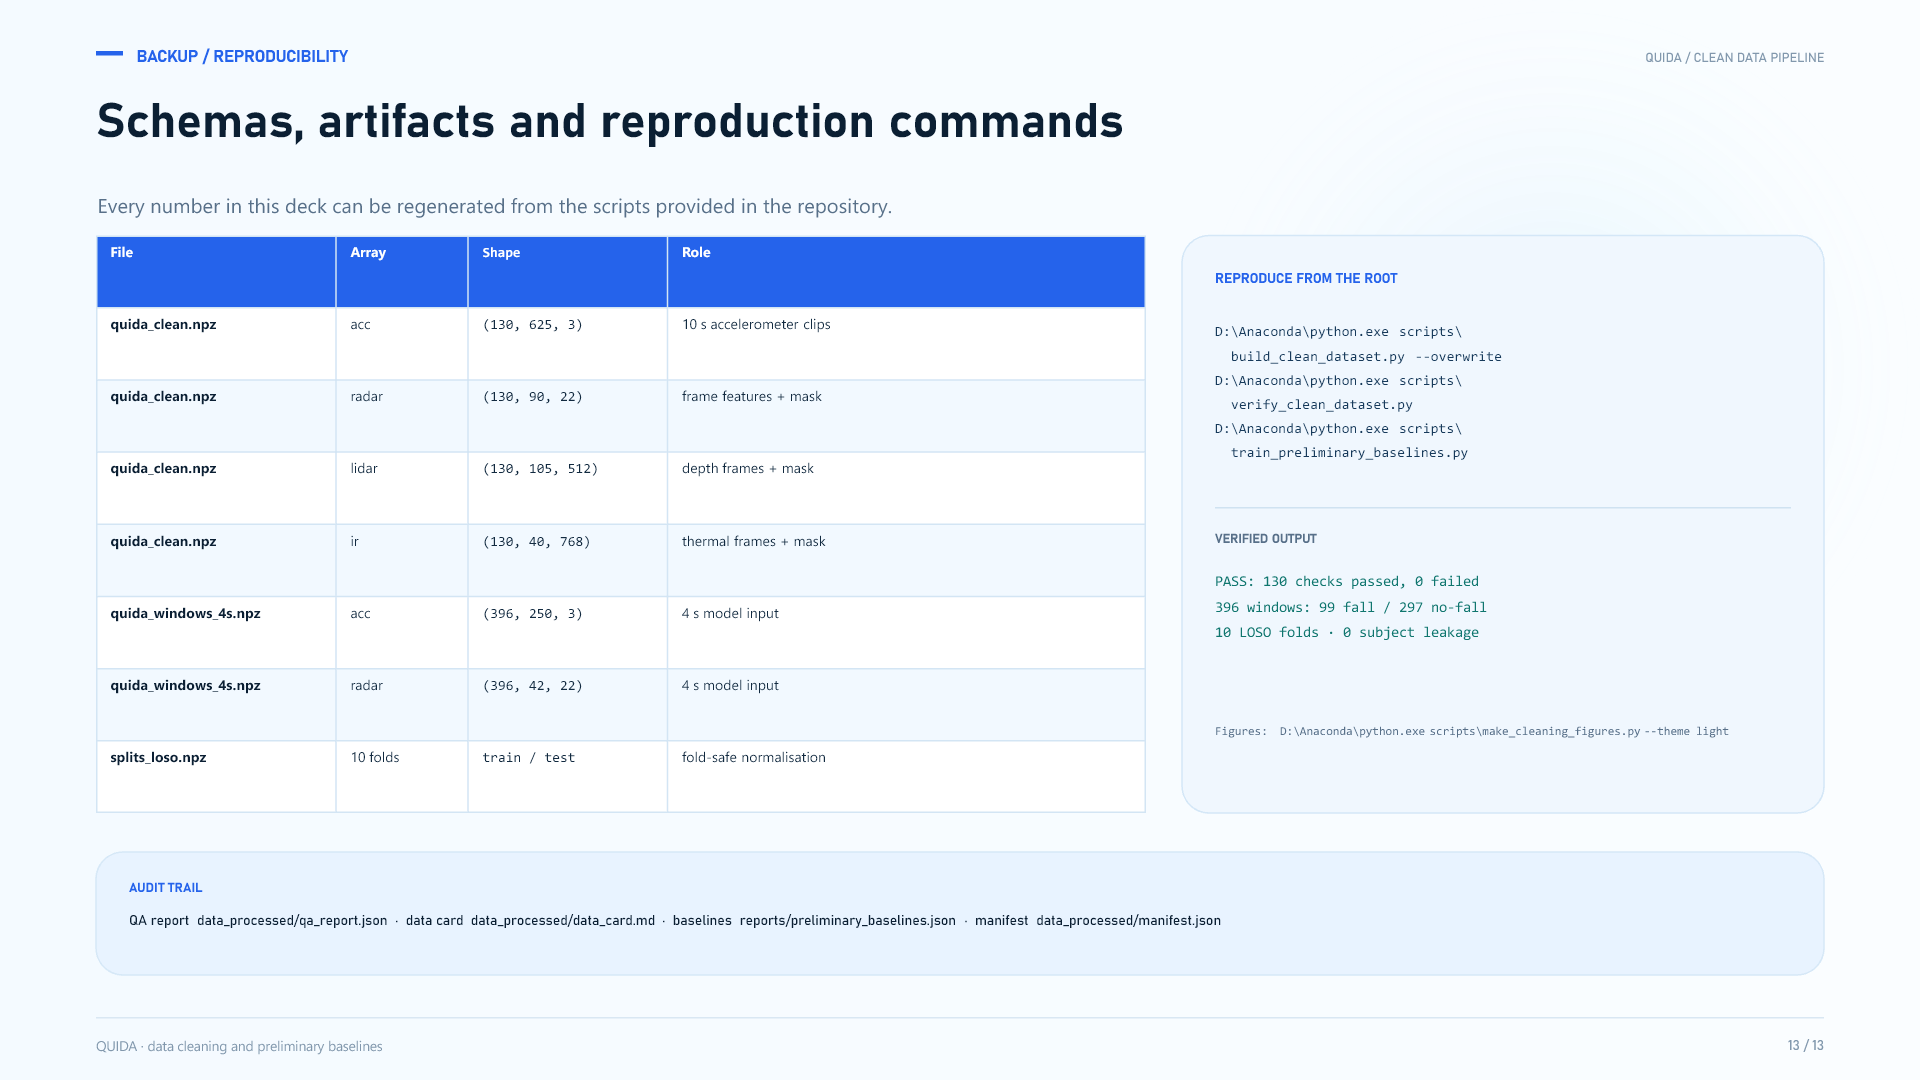 BACKUP / REPRODUCIBILITY
QUIDA / CLEAN DATA PIPELINE
Schemas, artifacts and reproduction commands
Every number in this deck can be regenerated from the scripts provided in the repository.
File Array Shape Role
quida_clean.npz acc (130, 625, 3) 10 s accelerometer clips
quida_clean.npz radar (130, 90, 22) frame features + mask
quida_clean.npz lidar (130, 105, 512) depth frames + mask
quida_clean.npz ir (130, 40, 768) thermal frames + mask
quida_windows_4s.npz acc (396, 250, 3) 4 s model input
quida_windows_4s.npz radar (396, 42, 22) 4 s model input
splits_loso.npz 10 folds train / test fold-safe normalisation
REPRODUCE FROM THE ROOT
D:\Anaconda\python.exe scripts\
build_clean_dataset.py --overwrite
D:\Anaconda\python.exe scripts\
verify_clean_dataset.py
D:\Anaconda\python.exe scripts\
train_preliminary_baselines.py
VERIFIED OUTPUT
PASS: 130 checks passed, 0 failed
396 windows: 99 fall / 297 no-fall
10 LOSO folds · 0 subject leakage
Figures: D:\Anaconda\python.exe scripts\make_cleaning_figures.py --theme light
AUDIT TRAIL
QA report data_processed/qa_report.json · data card data_processed/data_card.md · baselines reports/preliminary_baselines.json · manifest data_processed/manifest.json
QUIDA · data cleaning and preliminary baselines
13 / 13